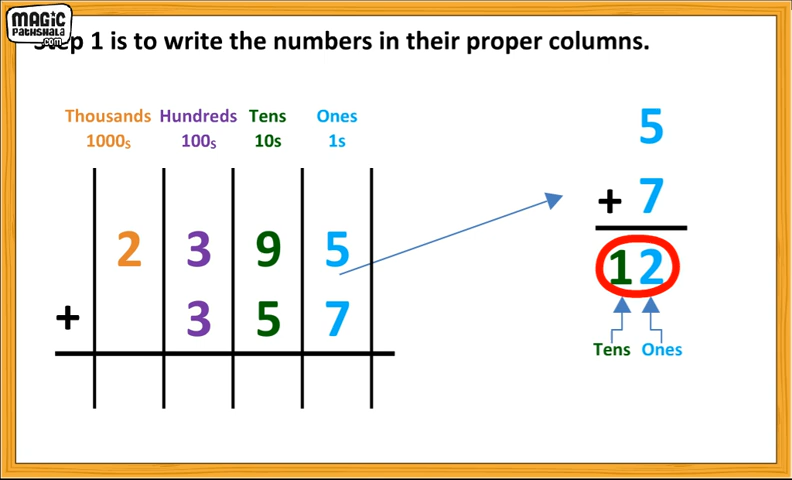 MAGIC
PATHSHALA
.com
Step 1 is to write the numbers in their proper columns.
Thousands Hundreds Tens Ones
1000s 100s 10s 1s
2 3 9 5
+ 3 5 7
5
+ 7
12
Tens Ones